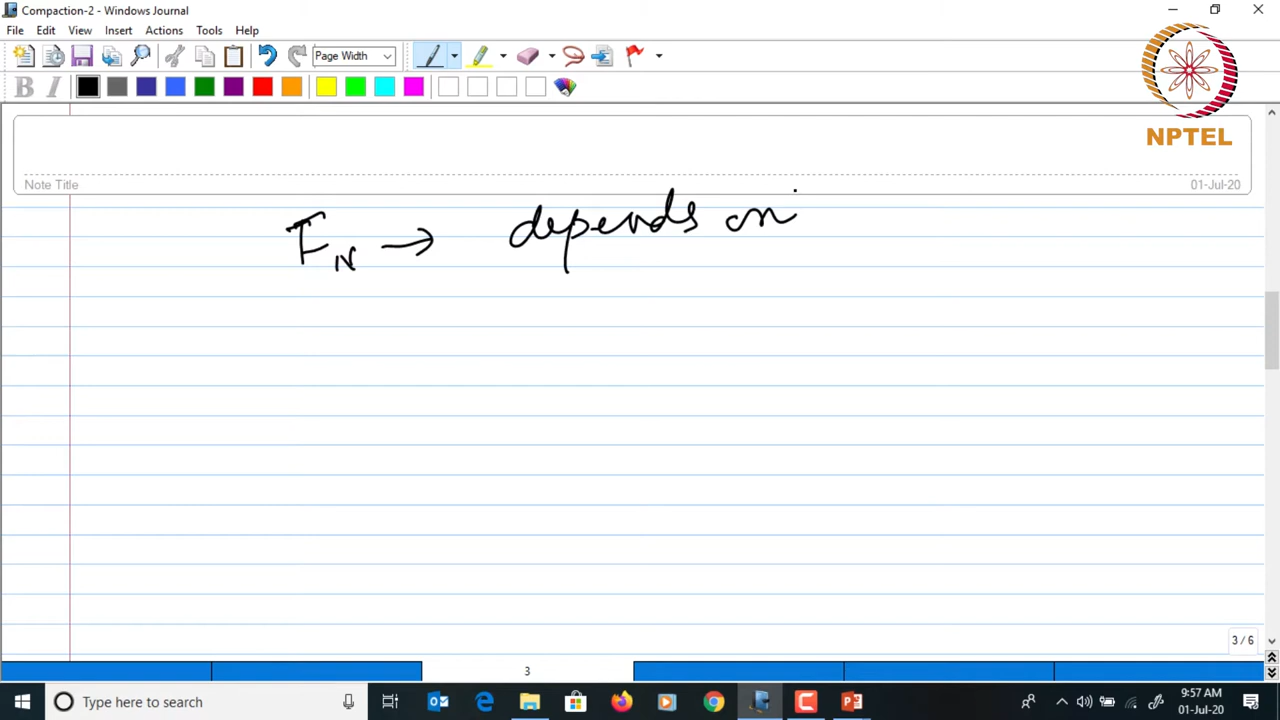 Compaction-2 - Windows Journal
File Edit View Insert Actions Tools Help
Page Width
B I
NPTEL
Note Title
01-Jul-20
F_N → depends on
3 / 6
3
Type here to search
9:57 AM
01-Jul-20